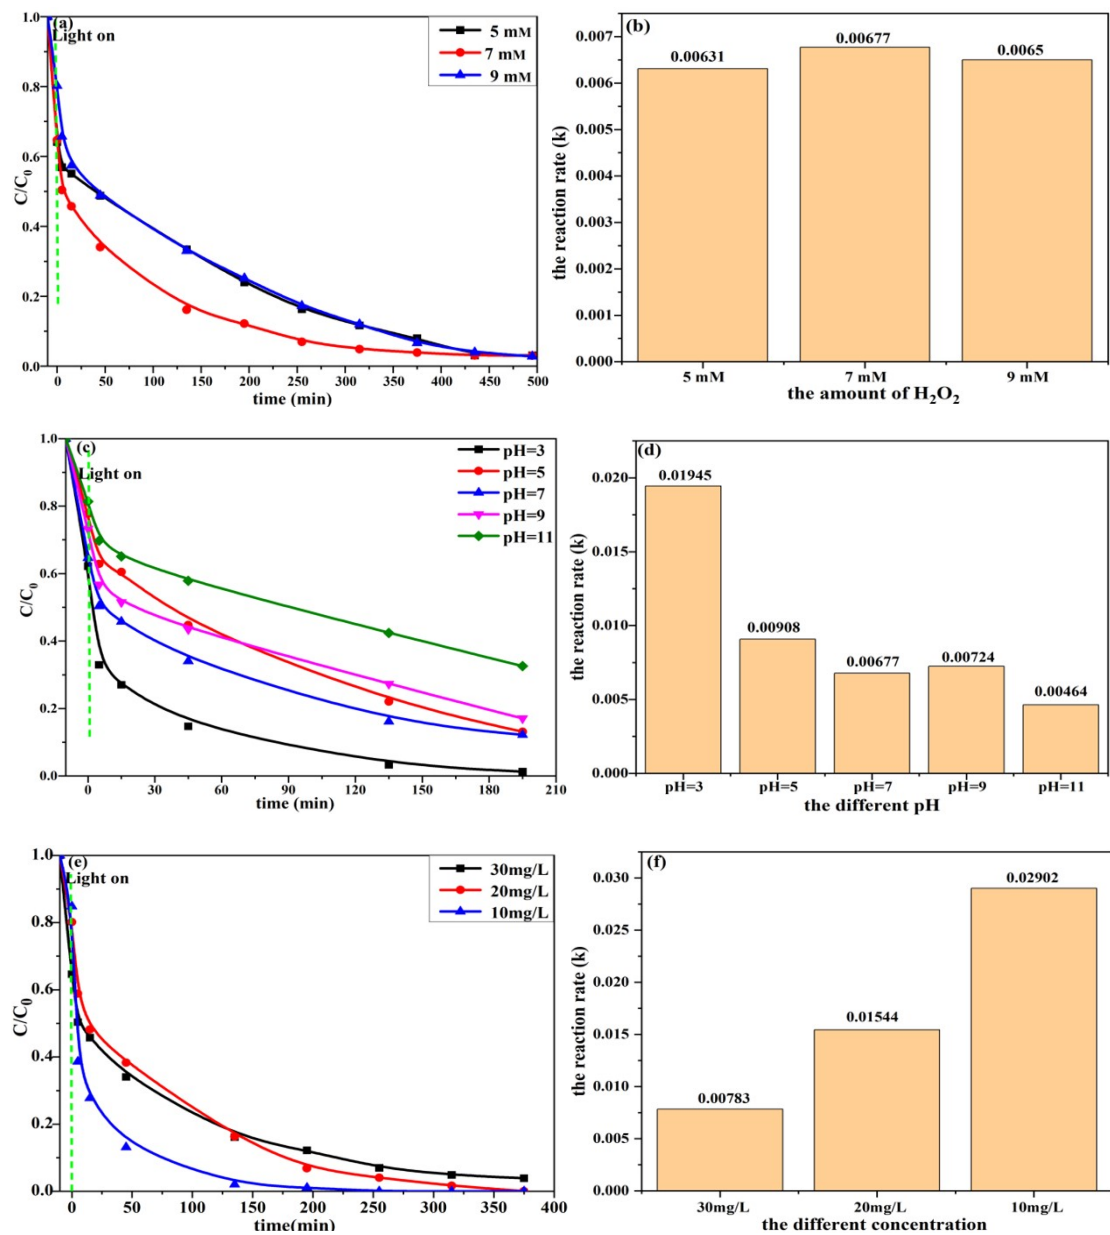 (a)
Light on
5 mM
7 mM
9 mM
1.0
0.8
0.6
0.4
0.2
0.0
C/C0
0 50 100 150 200 250 300 350 400 450 500
time (min)
(b)
0.007
0.006
0.005
0.004
0.003
0.002
0.001
0.000
the reaction rate (k)
0.00631
0.00677
0.0065
5 mM 7 mM 9 mM
the amount of H2O2
(c)
Light on
pH=3
pH=5
pH=7
pH=9
pH=11
1.0
0.8
0.6
0.4
0.2
0.0
C/C0
0 30 60 90 120 150 180 210
time (min)
(d)
0.020
0.015
0.010
0.005
0.000
the reaction rate (k)
0.01945
0.00908
0.00677
0.00724
0.00464
pH=3 pH=5 pH=7 pH=9 pH=11
the different pH
(e)
Light on
30mg/L
20mg/L
10mg/L
1.0
0.8
0.6
0.4
0.2
0.0
C/C0
0 50 100 150 200 250 300 350 400
time(min)
(f)
0.030
0.025
0.020
0.015
0.010
0.005
0.000
the reaction rate (k)
0.00783
0.01544
0.02902
30mg/L 20mg/L 10mg/L
the different concentration